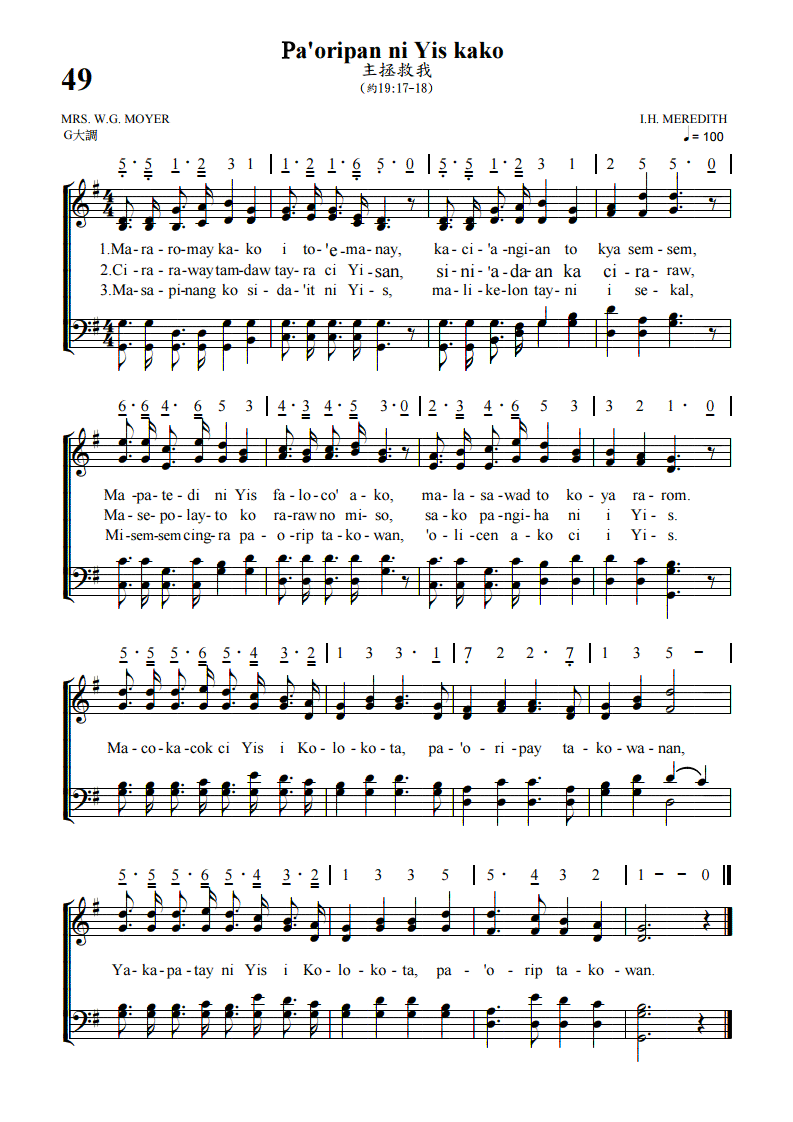 Pa'oripan ni Yis kako
主拯救我
(約19:17-18)
49
MRS. W.G. MOYER
I.H. MEREDITH
G大調
♩= 100
5· 5 1· 2 3 1 | 1· 2 1· 6 5· 0 | 5· 5 1· 2 3 1 | 2 5 5· 0 |
1.Ma- ra- ro-may ka- ko i to-'e-ma-nay, ka-ci-'a-ngi-an to kya sem-sem,
2.Ci- ra- ra-way tam-daw tay-ra ci Yi-san, si-ni-'a-da-an ka ci-ra-raw,
3.Ma-sa-pi-nang ko si-da-'it ni Yi-s, ma-li-ke-lon tay-ni i se-kal,
6· 6 4· 6 5 3 | 4· 3 4· 5 3· 0 | 2· 3 4· 6 5 3 | 3 2 1· 0 |
Ma-pa-te-di ni Yis fa-lo-co' a-ko, ma-la-sa-wad to ko-ya ra-rom.
Ma-se-po-lay-to ko ra-raw no mi-so, sa-ko pa-ngi-ha ni i Yi-s.
Mi-sem-sem cing-ra pa-o-rip ta-ko-wan, 'o-li-cen a-ko ci i Yi-s.
5· 5 5· 6 5· 4 3· 2 | 1 3 3· 1 | 7 2 2· 7 | 1 3 5 – |
Ma-co-ka-cok ci Yis i Ko-lo-ko-ta, pa-'o-ri-pay ta-ko-wa-nan,
5· 5 5· 6 5· 4 3· 2 | 1 3 3 5 | 5· 4 3 2 | 1 – – 0 ||
Ya-ka-pa-tay ni Yis i Ko-lo-ko-ta, pa-'o-rip ta-ko-wan.